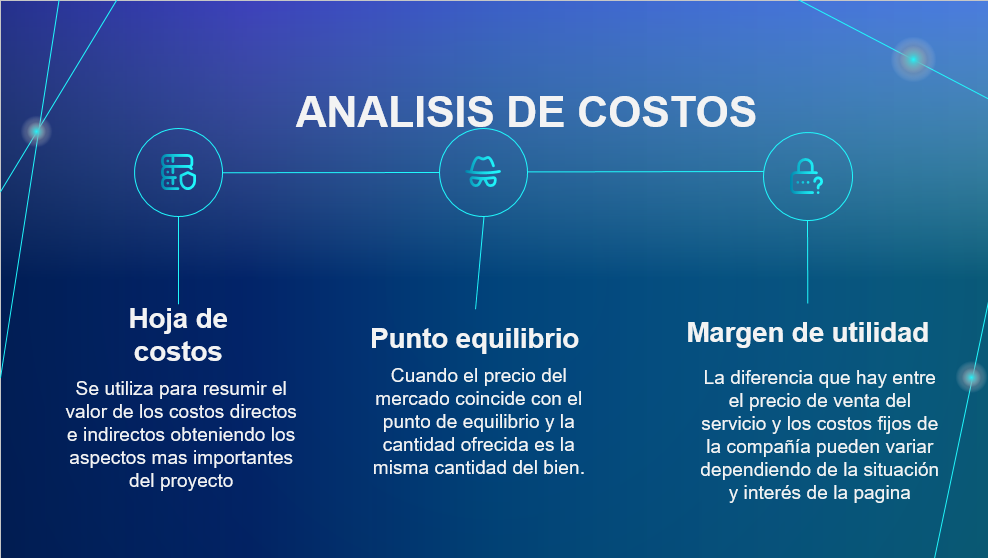 ANALISIS DE COSTOS
Hoja de
costos
Se utiliza para resumir el
valor de los costos directos
e indirectos obteniendo los
aspectos mas importantes
del proyecto
Punto equilibrio
Cuando el precio del
mercado coincide con el
punto de equilibrio y la
cantidad ofrecida es la
misma cantidad del bien.
Margen de utilidad
La diferencia que hay entre
el precio de venta del
servicio y los costos fijos de
la compañía pueden variar
dependiendo de la situación
y interés de la pagina